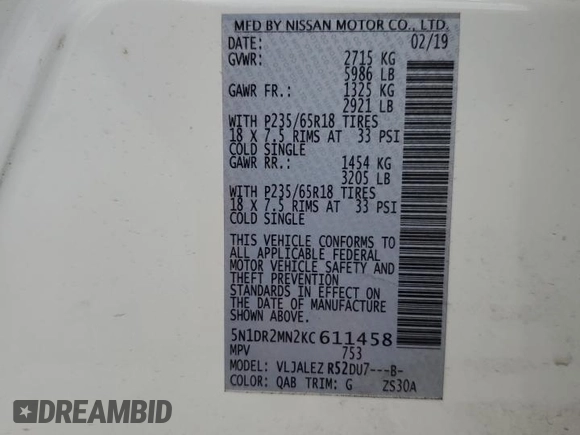 MFD BY NISSAN MOTOR CO., LTD.
DATE: 02/19
GVWR: 2715 KG
5986 LB
GAWR FR.: 1325 KG
2921 LB
WITH P235/65R18 TIRES
18 X 7.5 RIMS AT 33 PSI
COLD SINGLE
GAWR RR.: 1454 KG
3205 LB
WITH P235/65R18 TIRES
18 X 7.5 RIMS AT 33 PSI
COLD SINGLE
THIS VEHICLE CONFORMS TO
ALL APPLICABLE FEDERAL
MOTOR VEHICLE SAFETY AND
THEFT PREVENTION
STANDARDS IN EFFECT ON
THE DATE OF MANUFACTURE
SHOWN ABOVE.
5N1DR2MN2KC611458
MPV 753
MODEL: VLJALEZ R52DU7---B-
COLOR: QAB TRIM: G ZS30A
DREAMBID